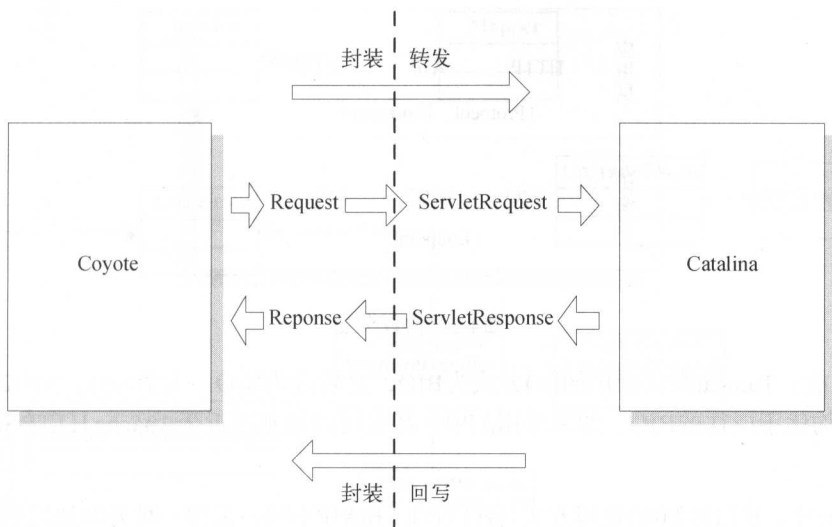 封装 转发
Request ServletRequest
Coyote Catalina
Reponse ServletResponse
封装 回写